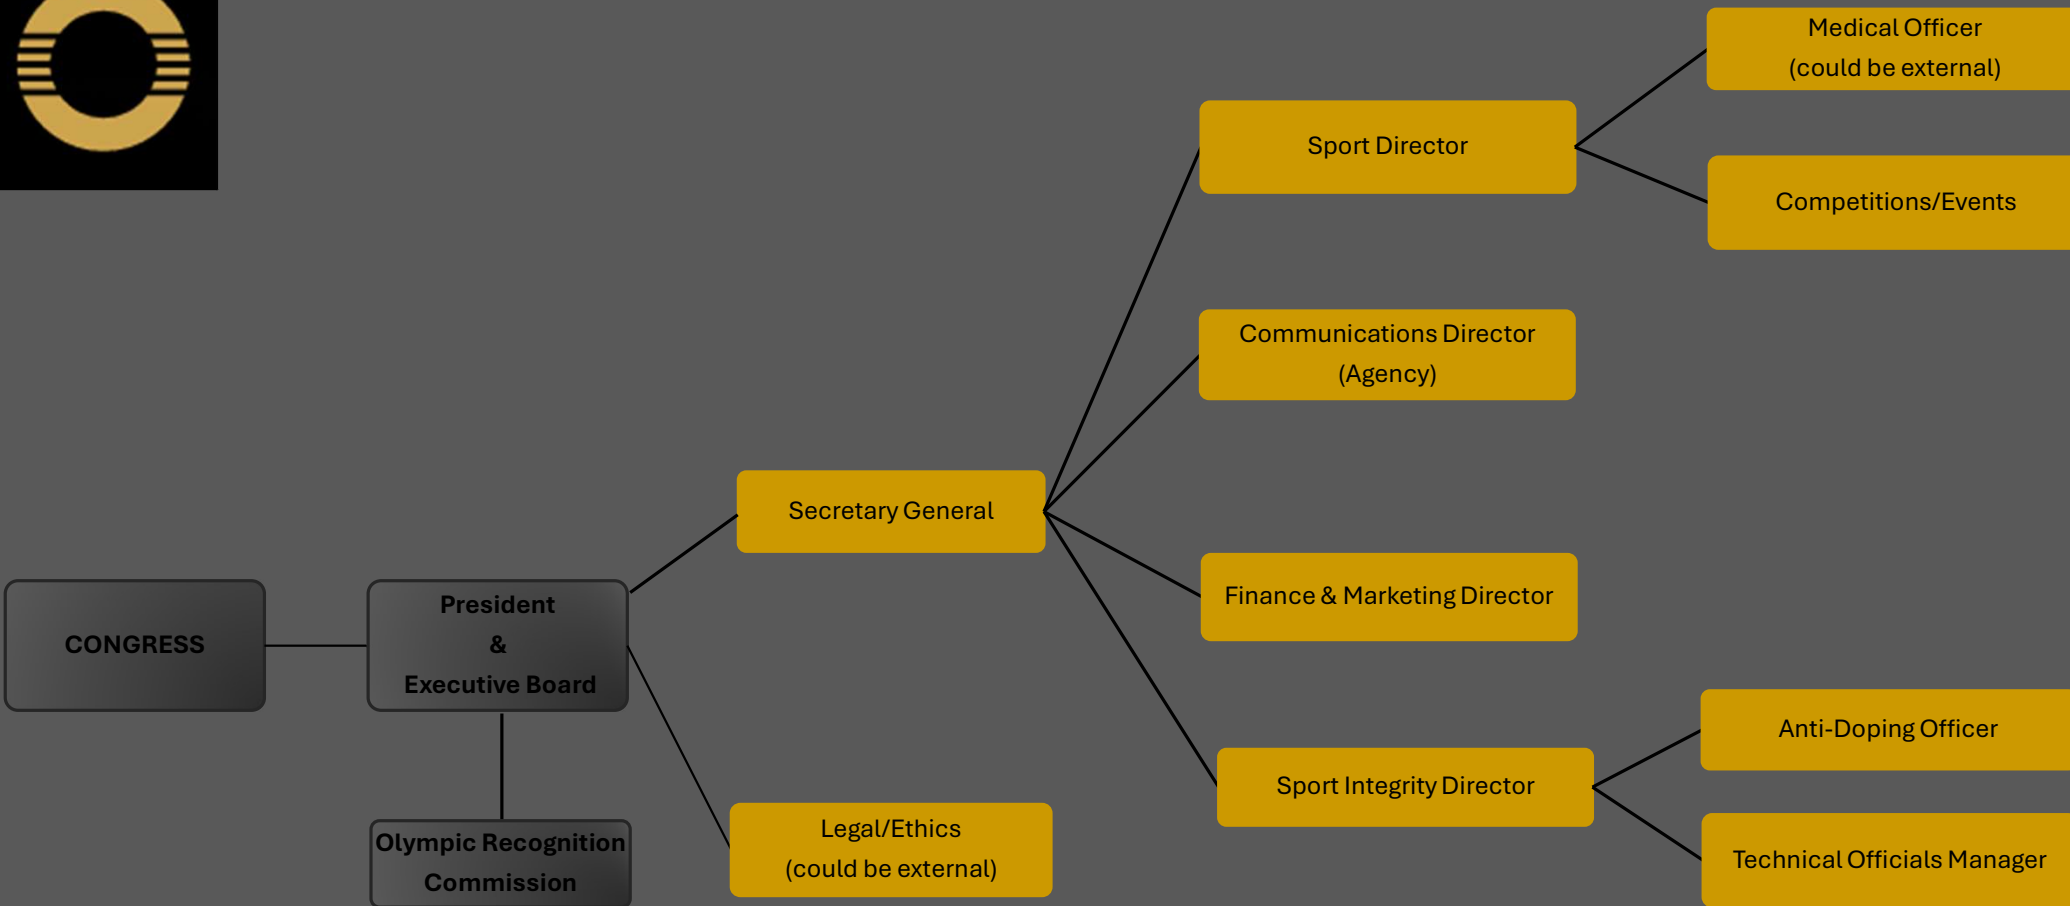 Medical Officer
(could be external)
Sport Director
Competitions/Events
Communications Director
(Agency)
Secretary General
Finance & Marketing Director
CONGRESS
President
&
Executive Board
Anti-Doping Officer
Sport Integrity Director
Olympic Recognition
Commission
Legal/Ethics
(could be external)
Technical Officials Manager